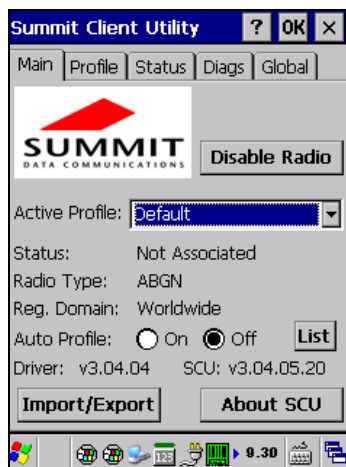 Summit Client Utility ? OK ×
Main Profile Status Diags Global
SUMMIT
DATA COMMUNICATIONS
Disable Radio
Active Profile: Default
Status: Not Associated
Radio Type: ABGN
Reg. Domain: Worldwide
Auto Profile: On Off List
Driver: v3.04.04 SCU: v3.04.05.20
Import/Export About SCU
123 9.30